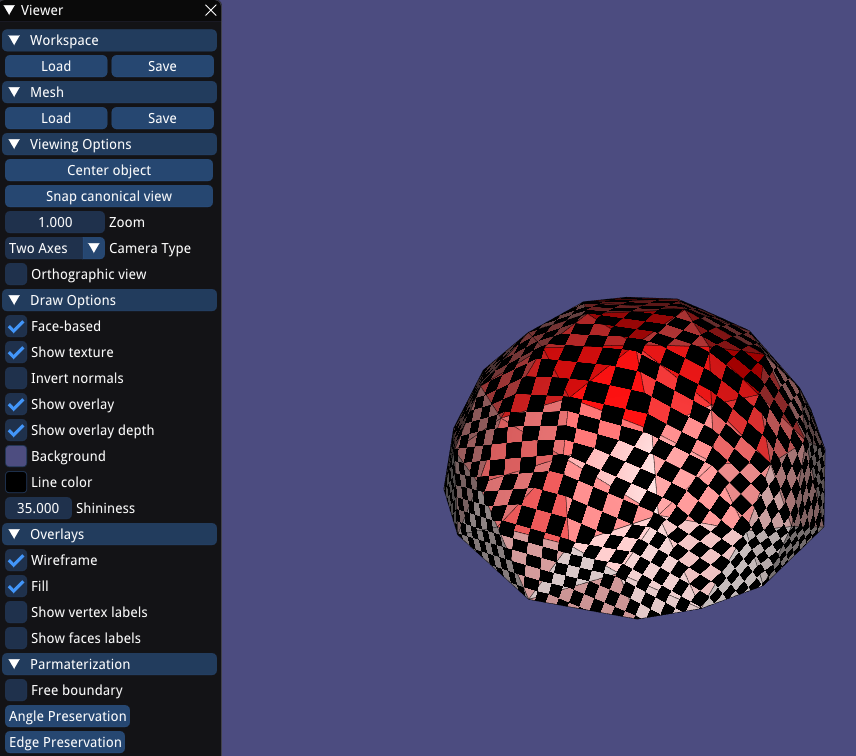 Viewer
Workspace
Load Save
Mesh
Load Save
Viewing Options
Center object
Snap canonical view
1.000 Zoom
Two Axes Camera Type
Orthographic view
Draw Options
Face-based
Show texture
Invert normals
Show overlay
Show overlay depth
Background
Line color
35.000 Shininess
Overlays
Wireframe
Fill
Show vertex labels
Show faces labels
Parmaterization
Free boundary
Angle Preservation
Edge Preservation